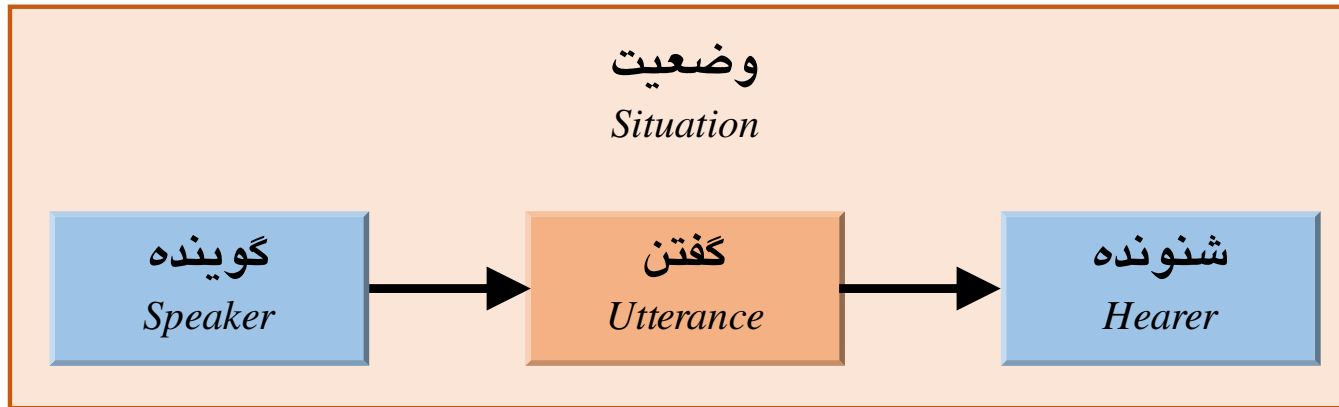 وضعیت
Situation
گوینده
Speaker
گفتن
Utterance
شنونده
Hearer